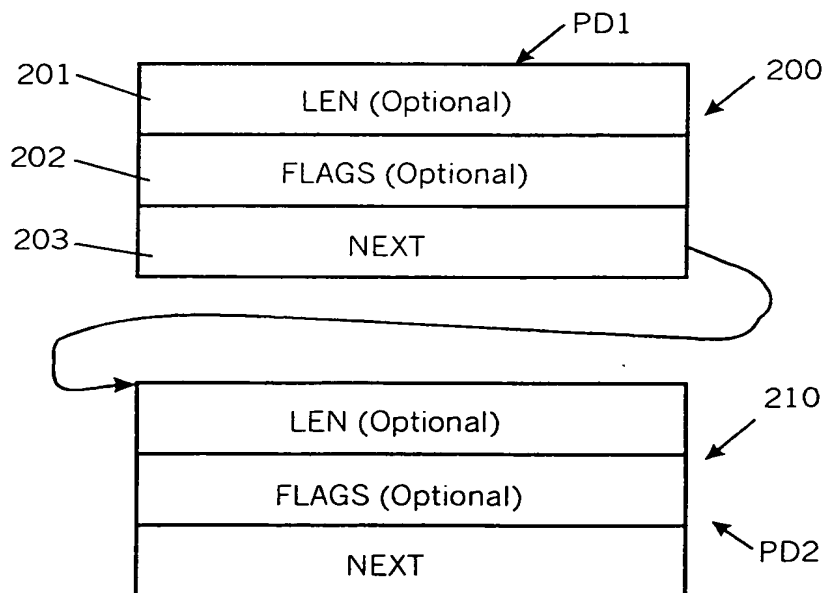 PD1
201
LEN (Optional)
200
202
FLAGS (Optional)
203
NEXT
LEN (Optional)
210
FLAGS (Optional)
PD2
NEXT